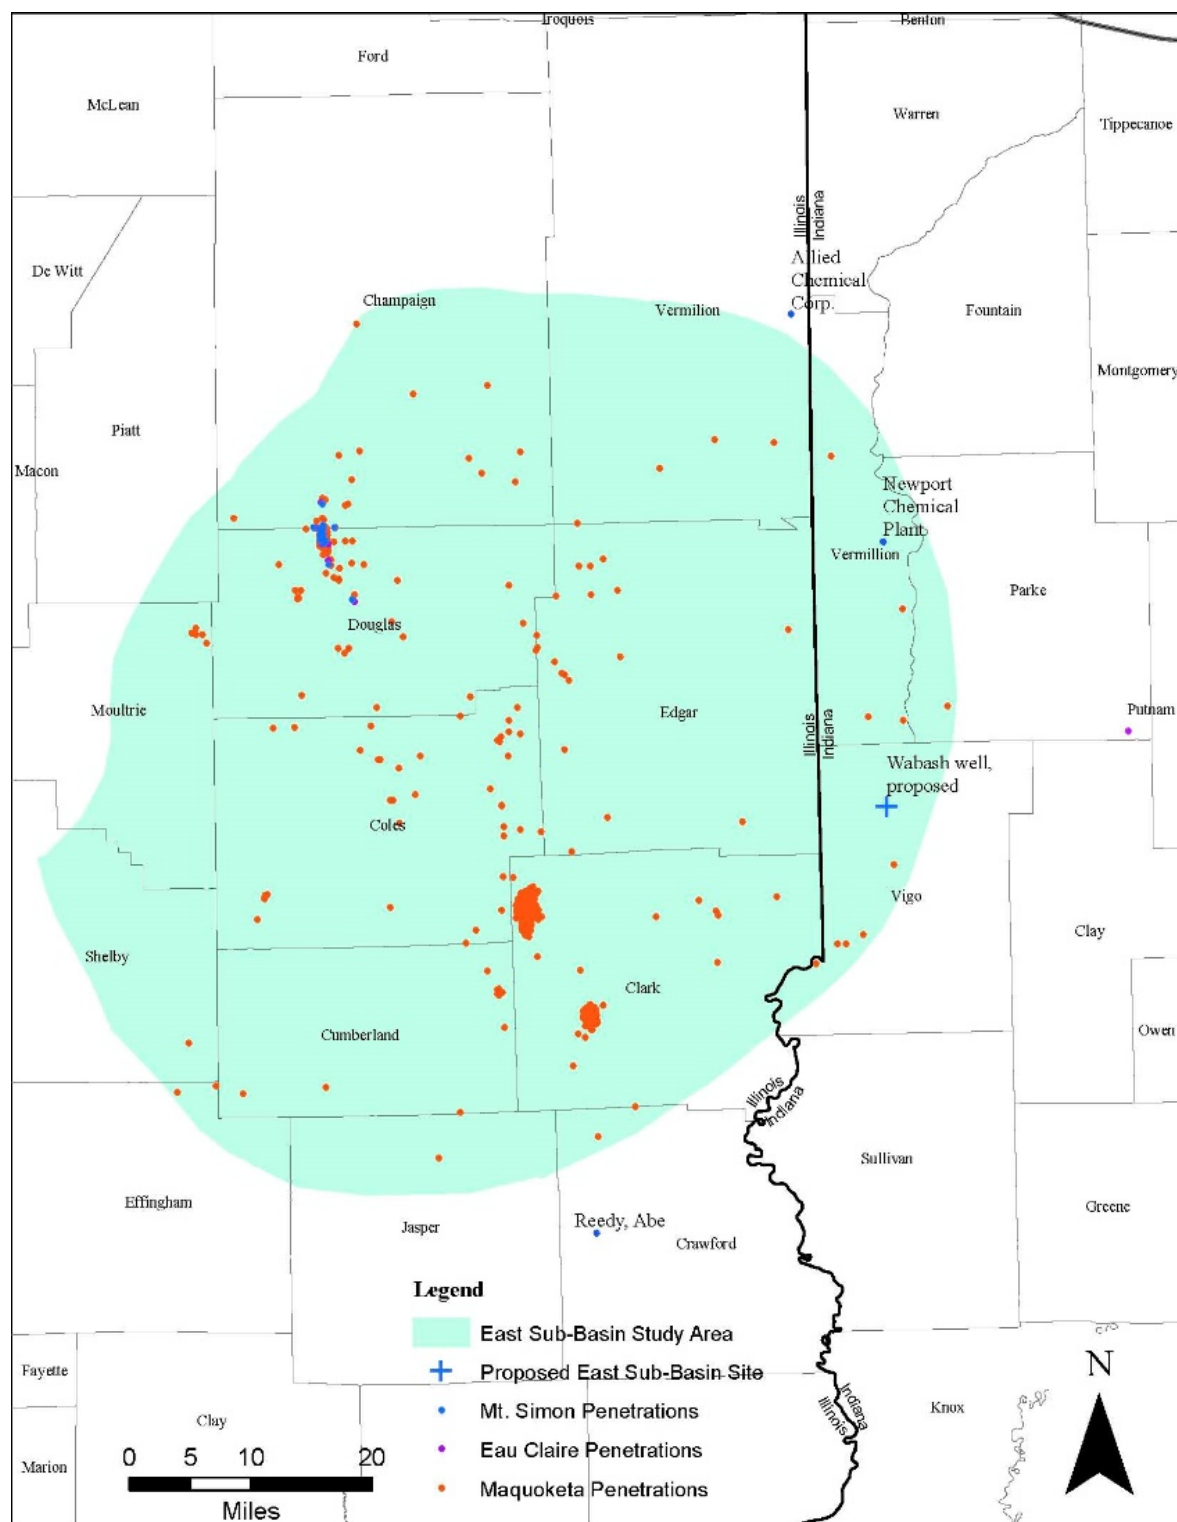 Iroquois
Benton
Ford
McLean
Warren
Tippecanoe
Illinois
Indiana
De Witt
Allied
Chemical
Corp.
Champaign
Vermilion
Fountain
Montgomery
Piatt
Macon
Newport
Chemical
Plant
Vermillion
Parke
Douglas
Moultrie
Edgar
Putnam
Illinois
Indiana
Wabash well,
proposed
Coles
Vigo
Clay
Shelby
Clark
Owen
Cumberland
Illinois
Indiana
Sullivan
Effingham
Greene
Jasper
Reedy, Abe
Crawford
Legend
East Sub-Basin Study Area
Proposed East Sub-Basin Site
Mt. Simon Penetrations
Eau Claire Penetrations
Maquoketa Penetrations
Fayette
N
Indiana
Illinois
Knox
Clay
Marion
0 5 10 20
Miles